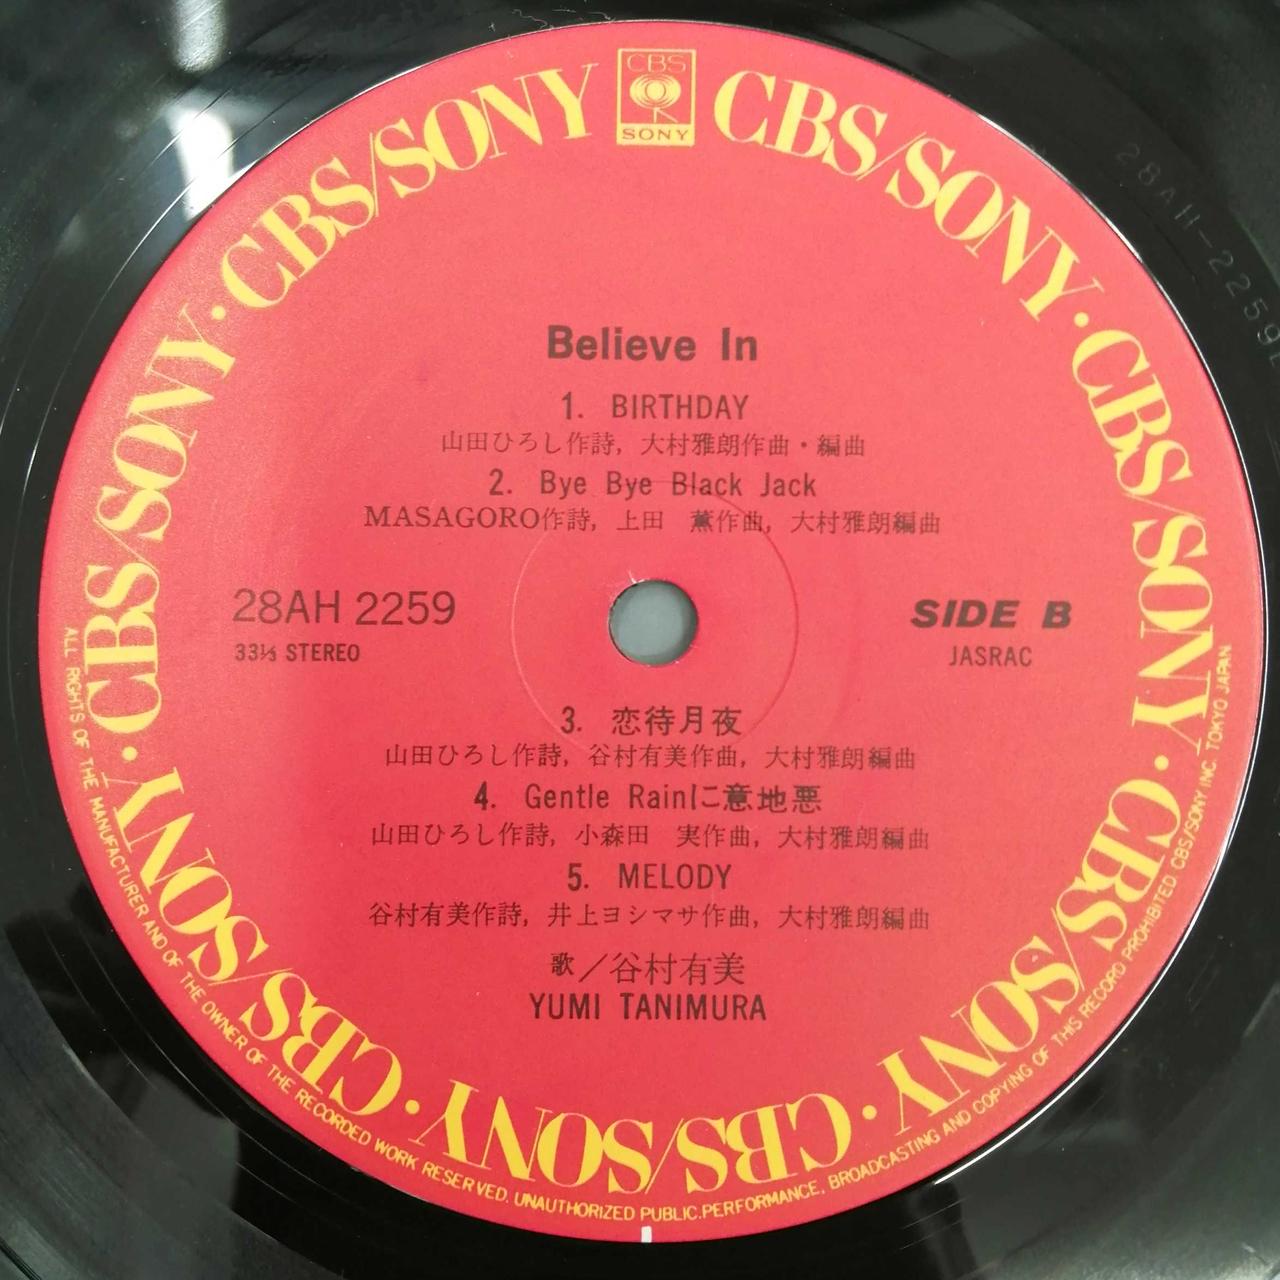 CBS
SONY
CBS/SONY · CBS/SONY · CBS/SONY · CBS/SONY · CBS/SONY · CBS/SONY · CBS/SONY · CBS/SONY
Believe In
1. BIRTHDAY
山田ひろし作詩, 大村雅朗作曲・編曲
2. Bye Bye Black Jack
MASAGORO作詩, 上田 薫作曲, 大村雅朗編曲
28AH 2259
33⅓ STEREO
SIDE B
JASRAC
3. 恋待月夜
山田ひろし作詩, 谷村有美作曲, 大村雅朗編曲
4. Gentle Rainに意地悪
山田ひろし作詩, 小森田 実作曲, 大村雅朗編曲
5. MELODY
谷村有美作詩, 井上ヨシマサ作曲, 大村雅朗編曲
歌／谷村有美
YUMI TANIMURA
ALL RIGHTS OF THE MANUFACTURER AND OF THE OWNER OF THE RECORDED WORK RESERVED. UNAUTHORIZED PUBLIC.PERFORMANCE, BROADCASTING AND COPYING OF THIS RECORD PROHIBITED. CBS/SONY INC. TOKYO JAPAN
28AH-2259